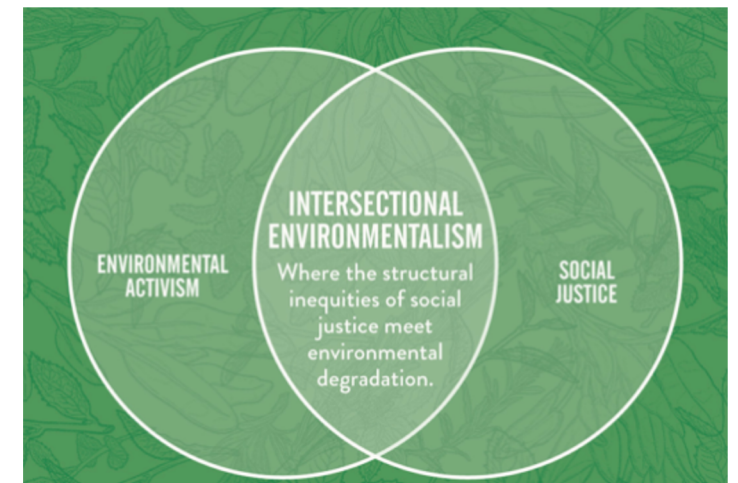 INTERSECTIONAL
ENVIRONMENTALISM
Where the structural
inequities of social
justice meet
environmental
degradation.
ENVIRONMENTAL
ACTIVISM
SOCIAL
JUSTICE